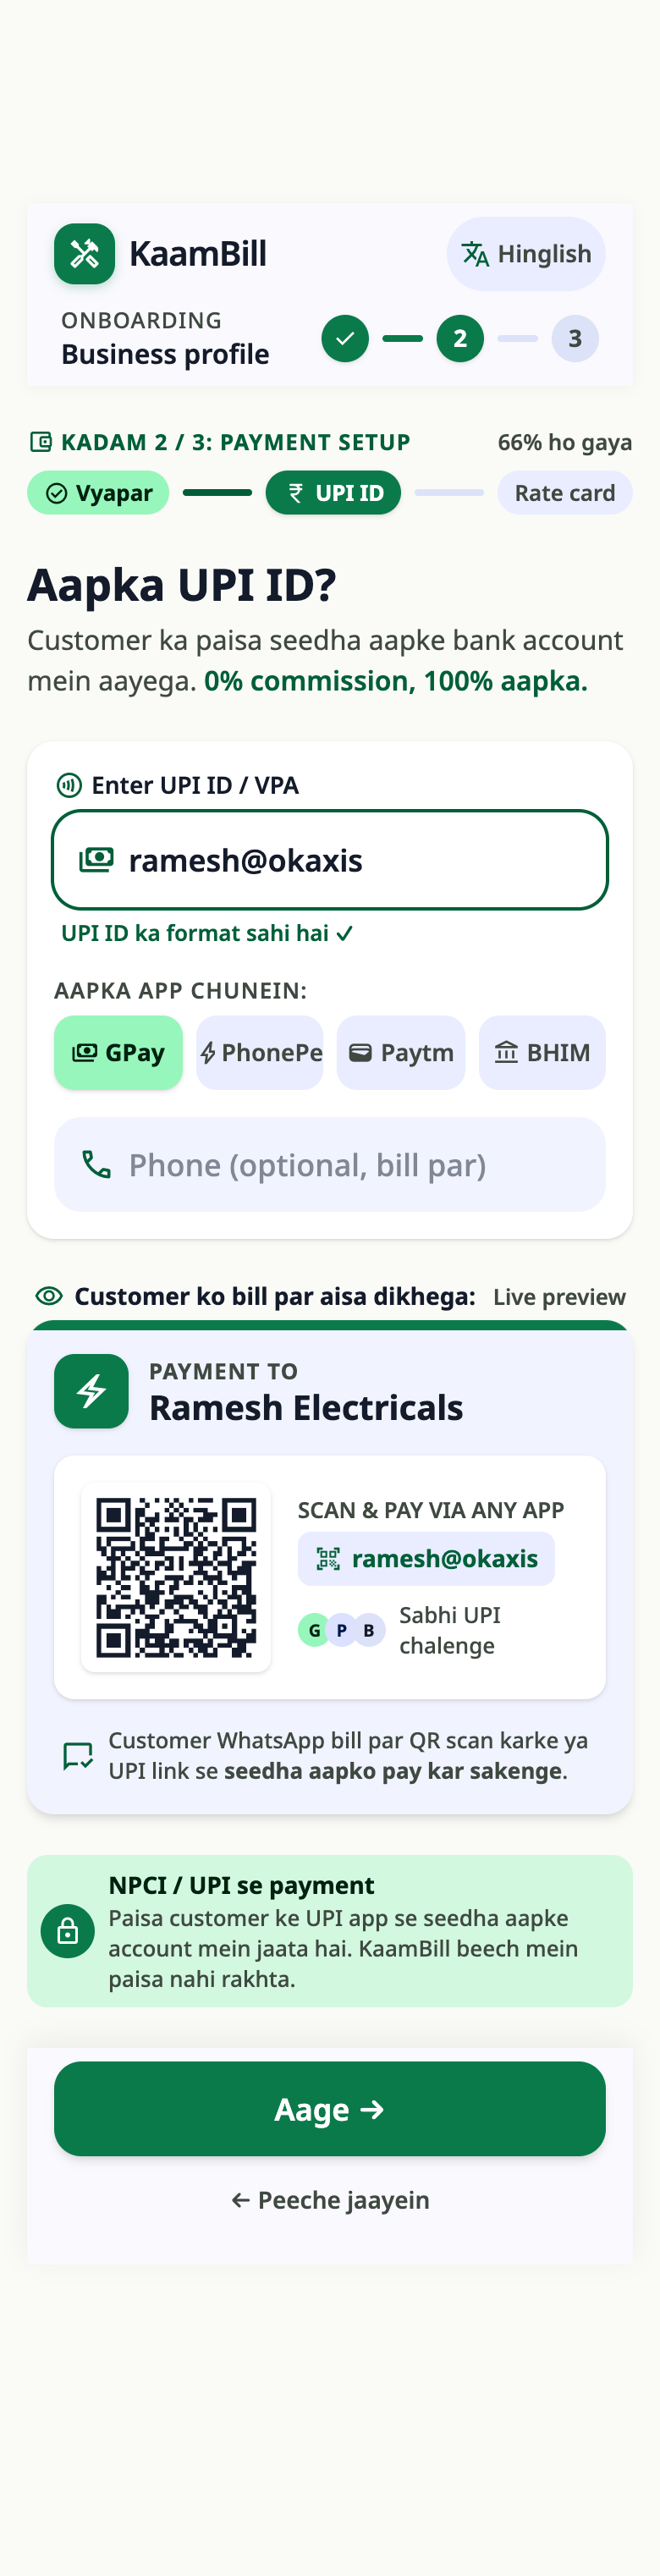 KaamBill
Hinglish
ONBOARDING
Business profile
2
3
KADAM 2 / 3: PAYMENT SETUP
66% ho gaya
Vyapar
₹ UPI ID
Rate card
Aapka UPI ID?
Customer ka paisa seedha aapke bank account
mein aayega. 0% commission, 100% aapka.
Enter UPI ID / VPA
ramesh@okaxis
UPI ID ka format sahi hai ✓
AAPKA APP CHUNEIN:
GPay
PhonePe
Paytm
BHIM
Phone (optional, bill par)
Customer ko bill par aisa dikhega:
Live preview
PAYMENT TO
Ramesh Electricals
SCAN & PAY VIA ANY APP
ramesh@okaxis
G P B
Sabhi UPI
chalenge
Customer WhatsApp bill par QR scan karke ya
UPI link se seedha aapko pay kar sakenge.
NPCI / UPI se payment
Paisa customer ke UPI app se seedha aapke
account mein jaata hai. KaamBill beech mein
paisa nahi rakhta.
Aage →
← Peeche jaayein